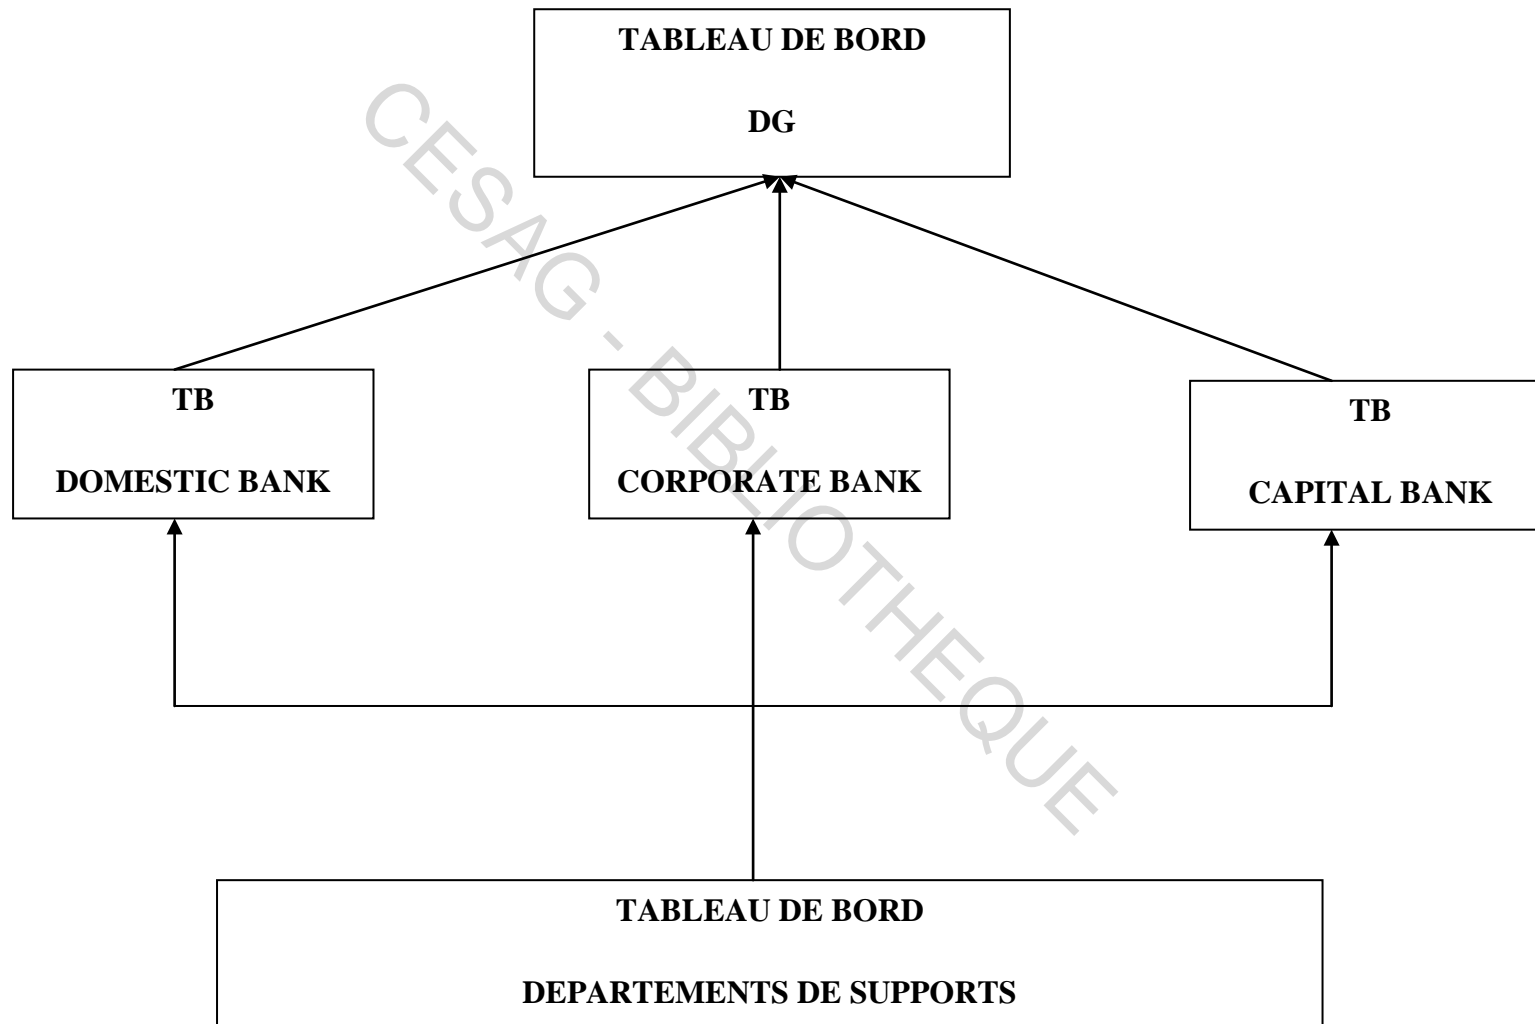 TABLEAU DE BORD
DG
TB
DOMESTIC BANK
TB
CORPORATE BANK
TB
CAPITAL BANK
TABLEAU DE BORD
DEPARTEMENTS DE SUPPORTS
CESAG - BIBLIOTHEQUE